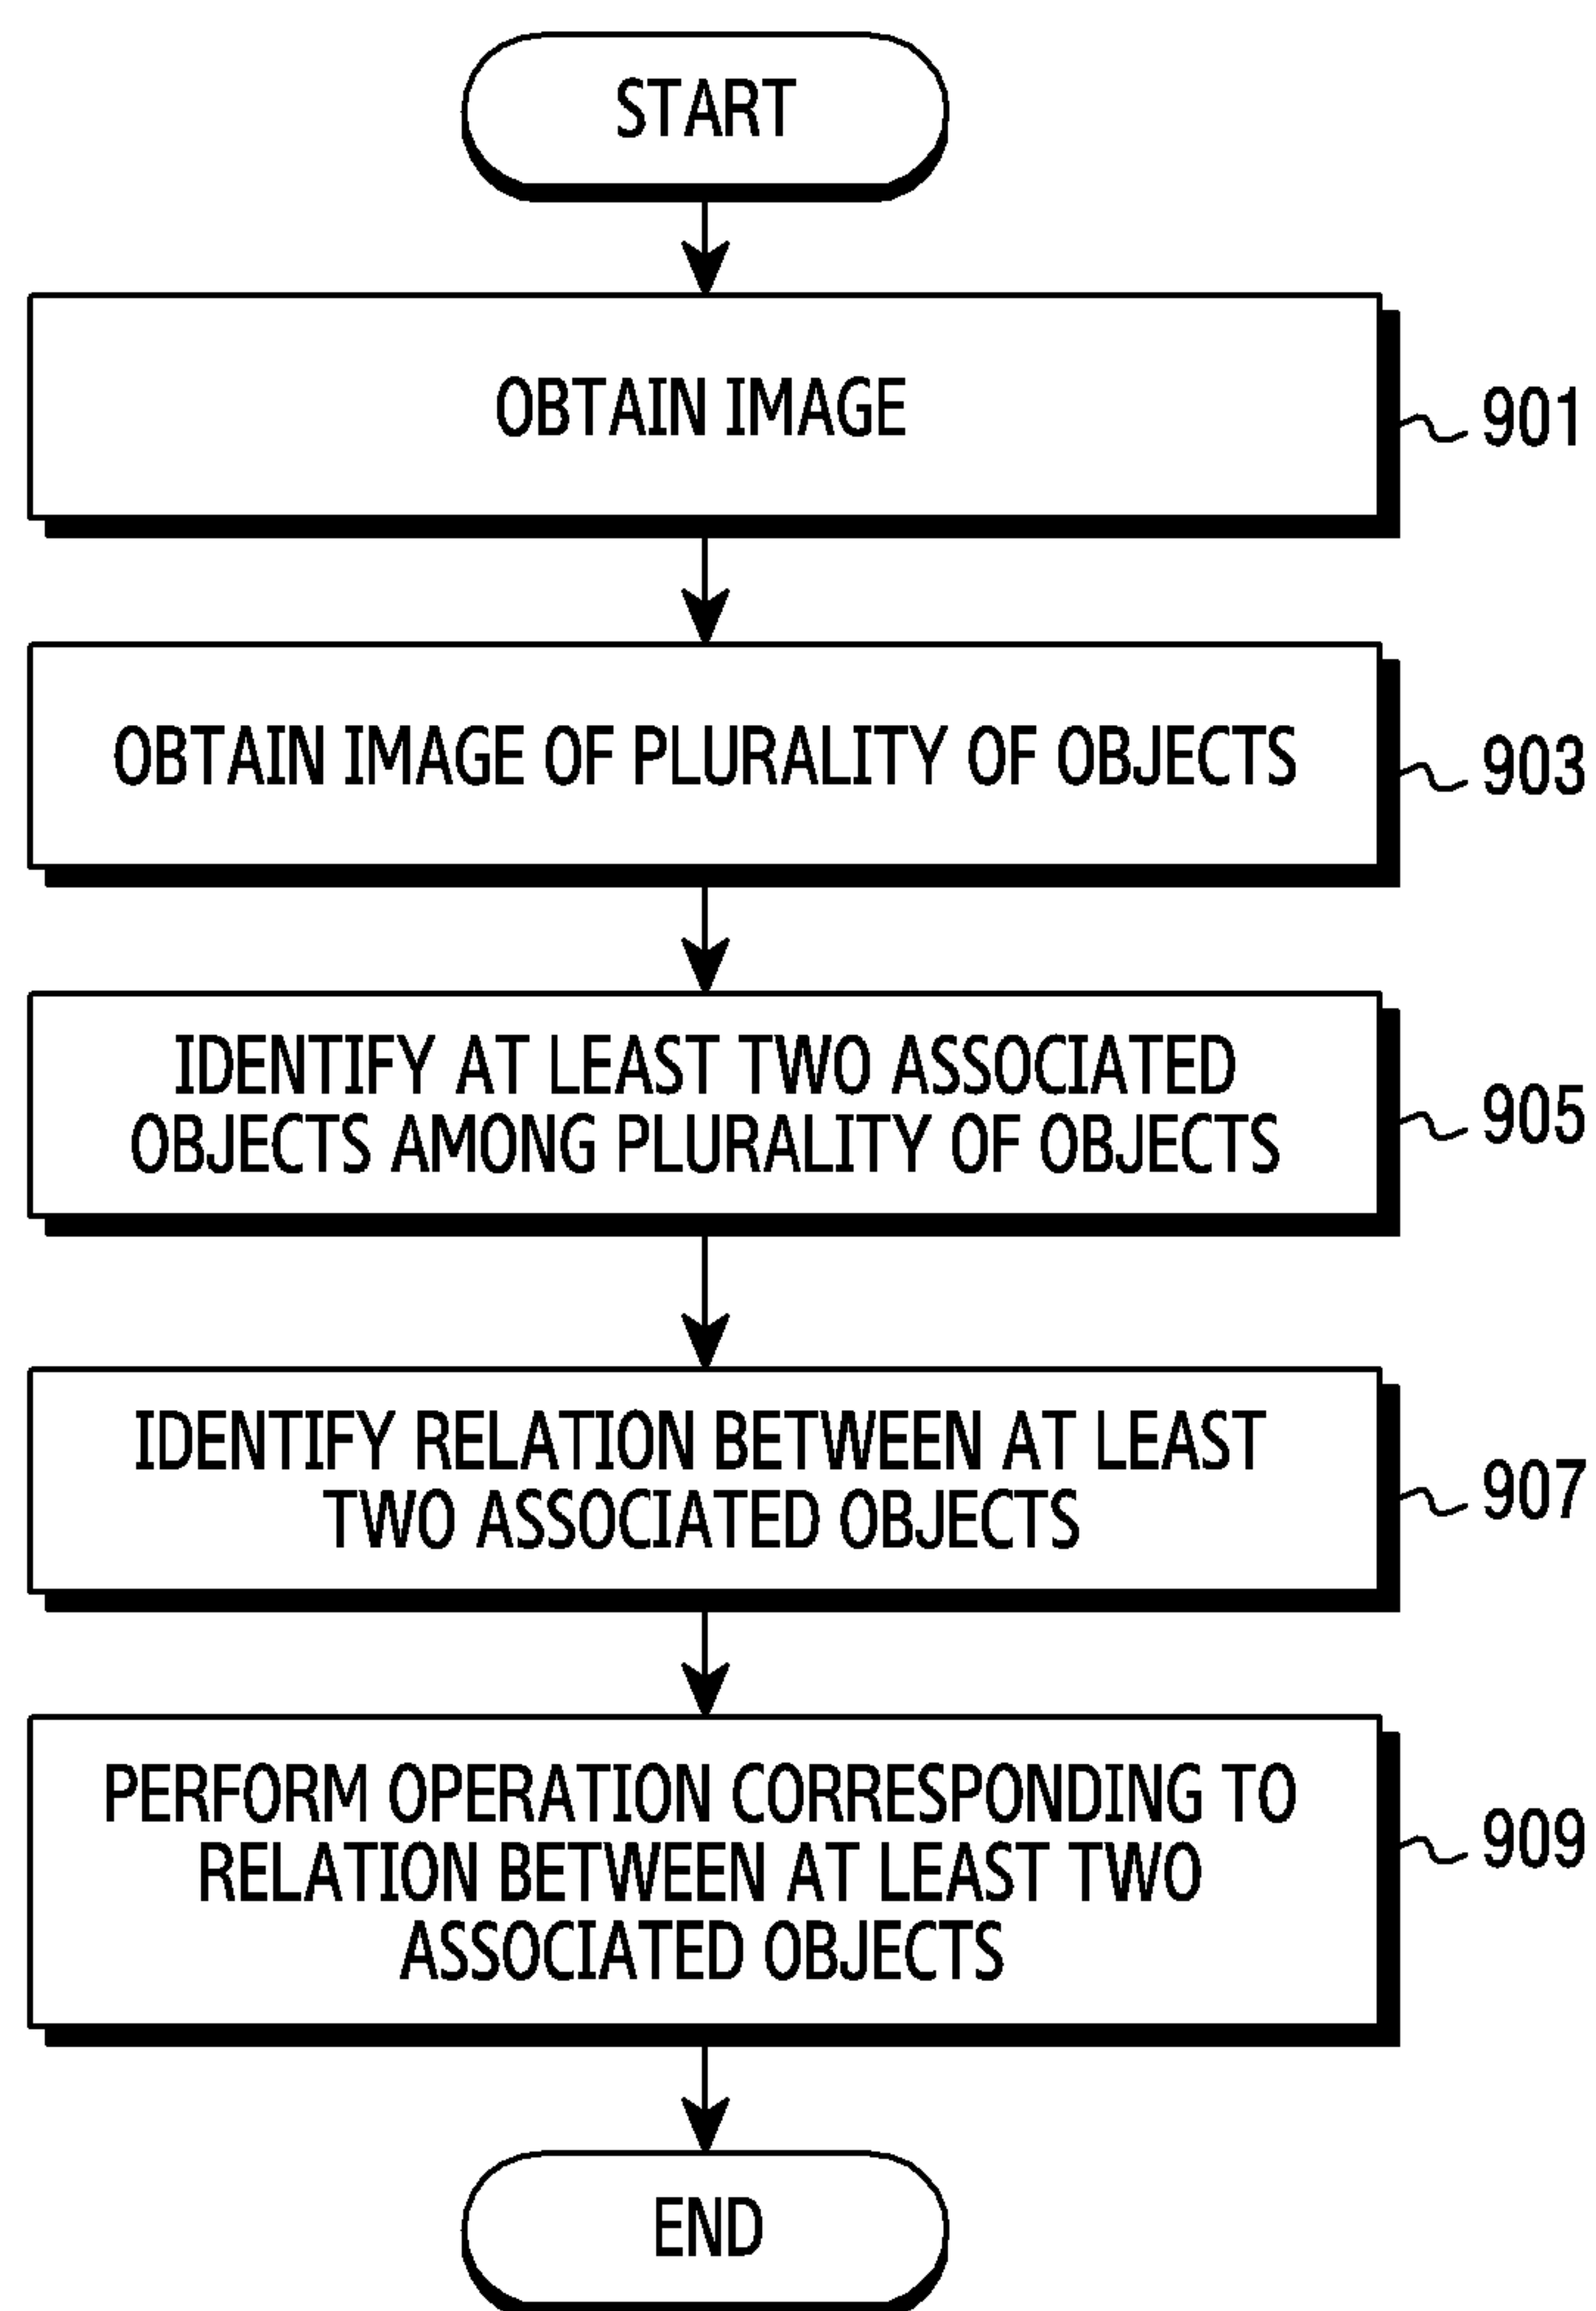 START
OBTAIN IMAGE
901
OBTAIN IMAGE OF PLURALITY OF OBJECTS
903
IDENTIFY AT LEAST TWO ASSOCIATED
OBJECTS AMONG PLURALITY OF OBJECTS
905
IDENTIFY RELATION BETWEEN AT LEAST
TWO ASSOCIATED OBJECTS
907
PERFORM OPERATION CORRESPONDING TO
RELATION BETWEEN AT LEAST TWO
ASSOCIATED OBJECTS
909
END